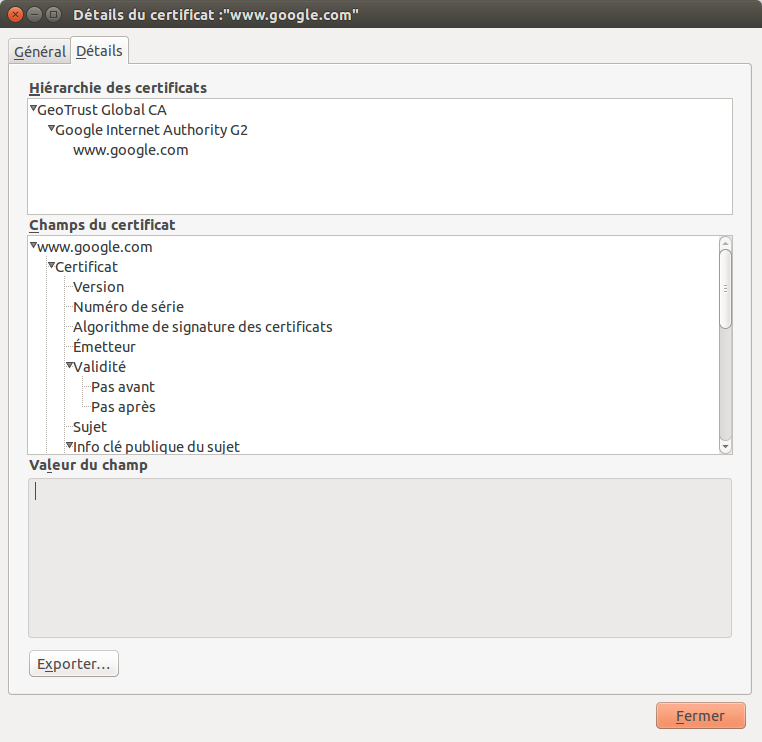 Détails du certificat :"www.google.com"
Général
Détails
Hiérarchie des certificats
GeoTrust Global CA
Google Internet Authority G2
www.google.com
Champs du certificat
www.google.com
Certificat
Version
Numéro de série
Algorithme de signature des certificats
Émetteur
Validité
Pas avant
Pas après
Sujet
Info clé publique du sujet
Valeur du champ
Exporter…
Fermer